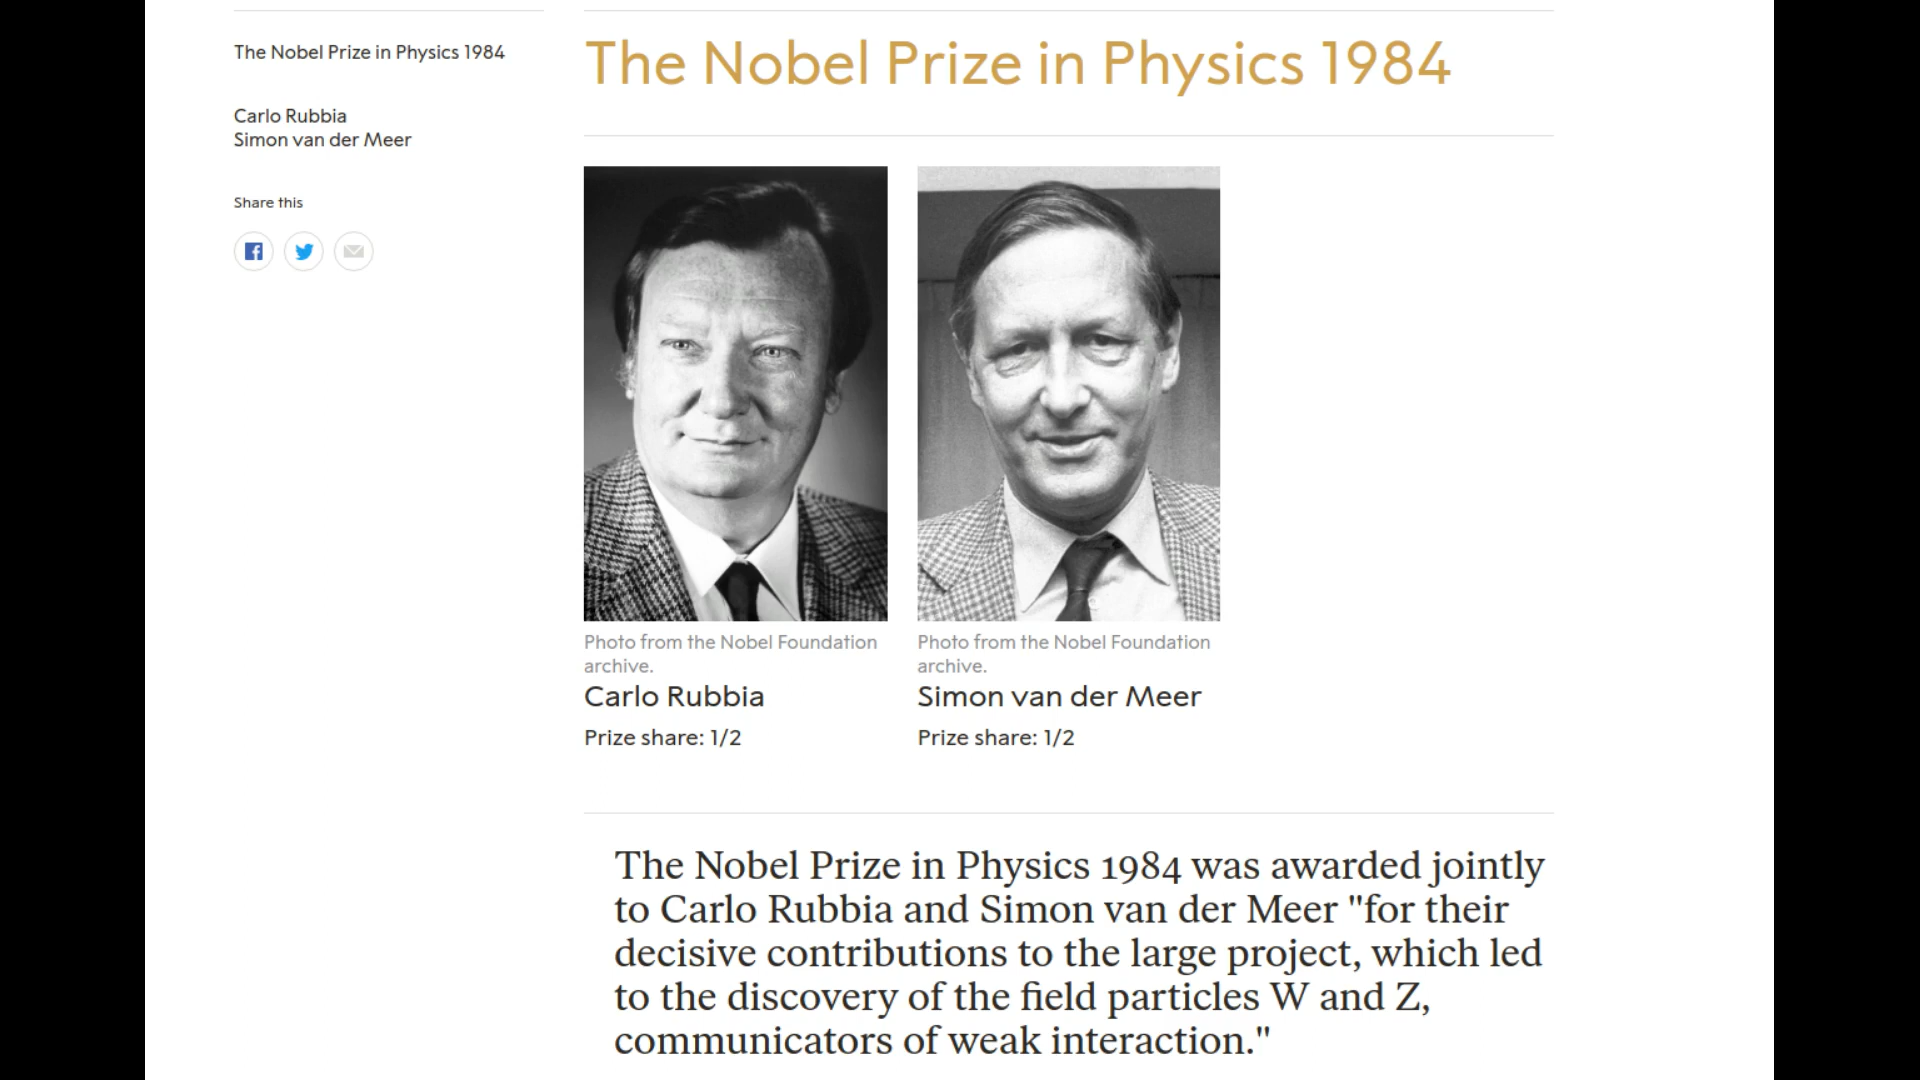 The Nobel Prize in Physics 1984
Carlo Rubbia
Simon van der Meer
Share this
The Nobel Prize in Physics 1984
Photo from the Nobel Foundation
archive.
Carlo Rubbia
Prize share: 1/2
Photo from the Nobel Foundation
archive.
Simon van der Meer
Prize share: 1/2
The Nobel Prize in Physics 1984 was awarded jointly
to Carlo Rubbia and Simon van der Meer "for their
decisive contributions to the large project, which led
to the discovery of the field particles W and Z,
communicators of weak interaction."